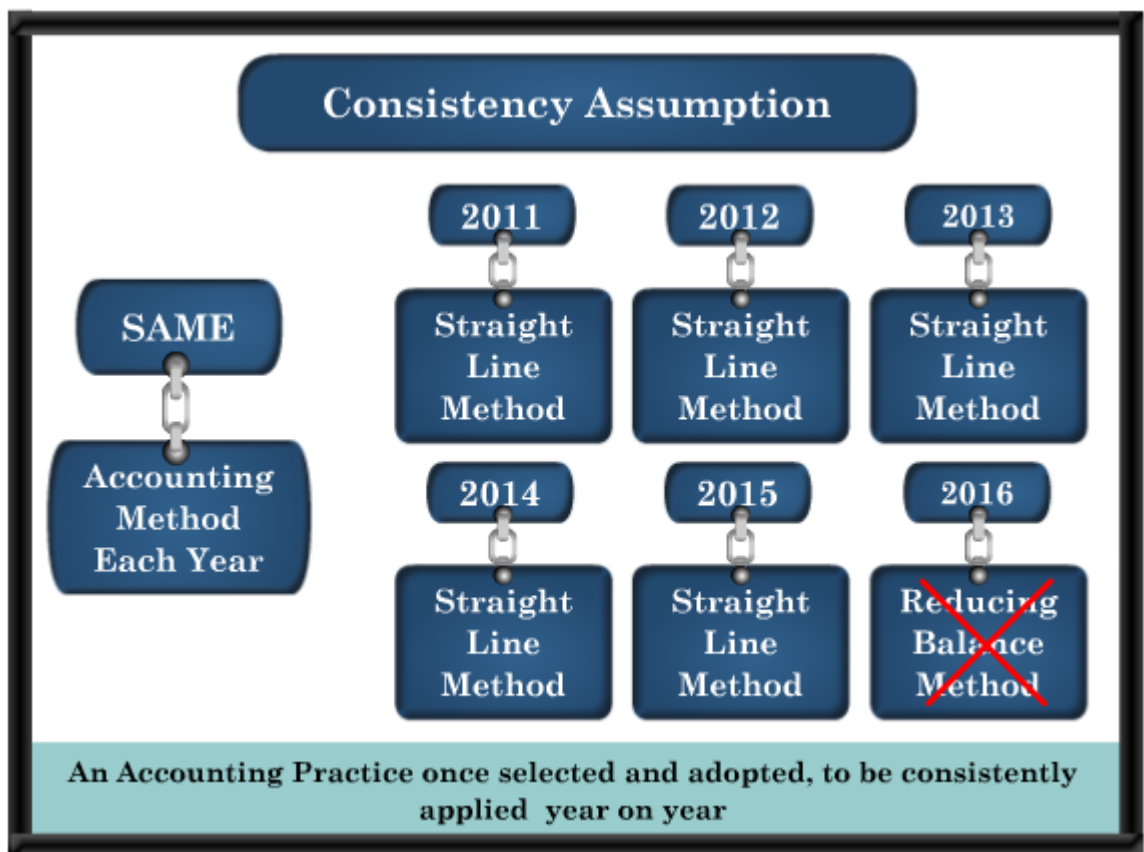 Consistency Assumption
SAME
Accounting
Method
Each Year
2011
Straight
Line
Method
2012
Straight
Line
Method
2013
Straight
Line
Method
2014
Straight
Line
Method
2015
Straight
Line
Method
2016
Reducing
Balance
Method
An Accounting Practice once selected and adopted, to be consistently
applied year on year